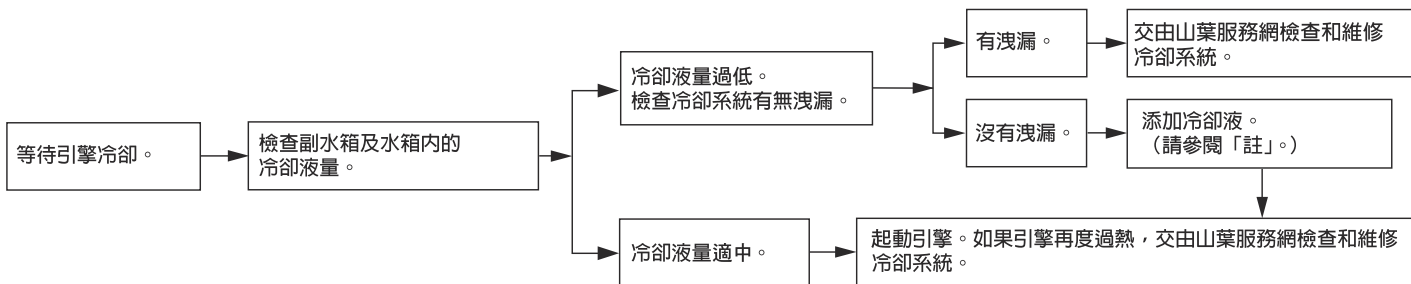 等待引擎冷卻。
檢查副水箱及水箱内的
冷卻液量。
冷卻液量過低。
檢查冷卻系統有無洩漏。
有洩漏。
交由山葉服務網檢查和維修
冷卻系統。
沒有洩漏。
添加冷卻液。
（請參閱「註」。）
冷卻液量適中。
起動引擎。如果引擎再度過熱，交由山葉服務網檢查和維修
冷卻系統。